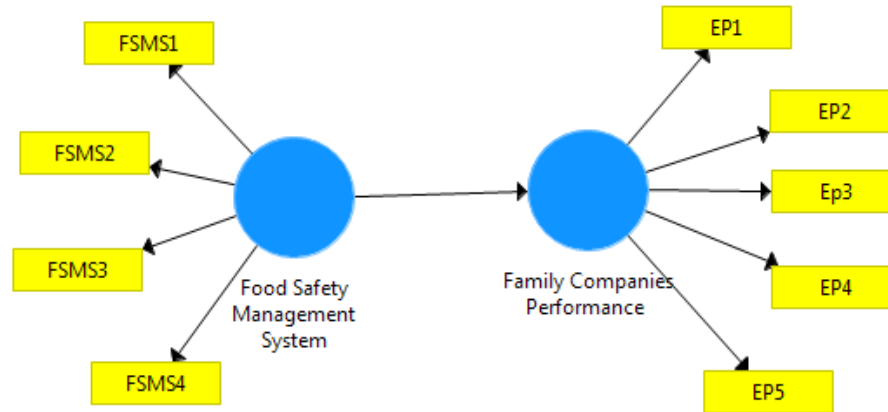 FSMS1
FSMS2
FSMS3
FSMS4
Food Safety
Management
System
Family Companies
Performance
EP1
EP2
Ep3
EP4
EP5